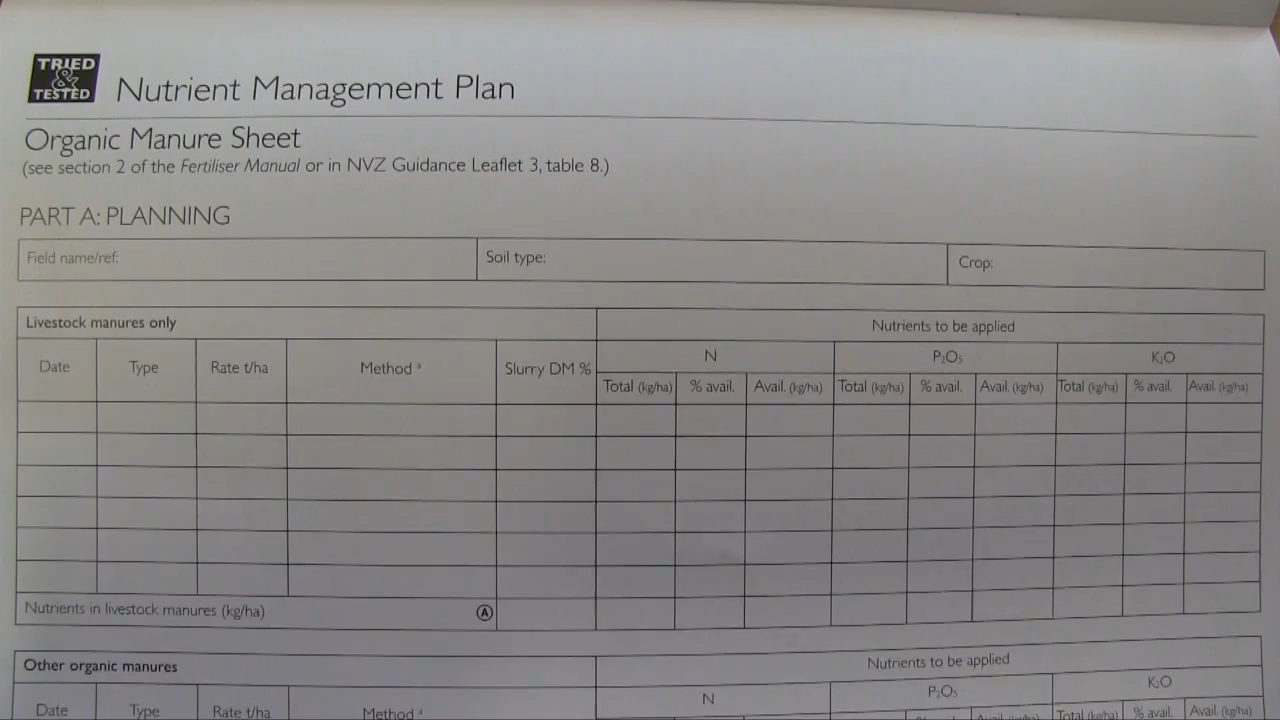 TRIED
&
TESTED
Nutrient Management Plan
Organic Manure Sheet
(see section 2 of the Fertiliser Manual or in NVZ Guidance Leaflet 3, table 8.)
PART A: PLANNING
Field name/ref: Soil type: Crop:
Livestock manures only Nutrients to be applied
Date Type Rate t/ha Method ᵃ Slurry DM % N P₂O₅ K₂O
Total (kg/ha) % avail. Avail. (kg/ha) Total (kg/ha) % avail. Avail. (kg/ha) Total (kg/ha) % avail. Avail. (kg/ha)
Nutrients in livestock manures (kg/ha) Ⓐ
Other organic manures Nutrients to be applied
N P₂O₅ K₂O
Date Type Rate t/ha Method ᵃ % avail. Avail. (kg/ha) Total (kg/ha) % avail. Avail. (kg/ha)